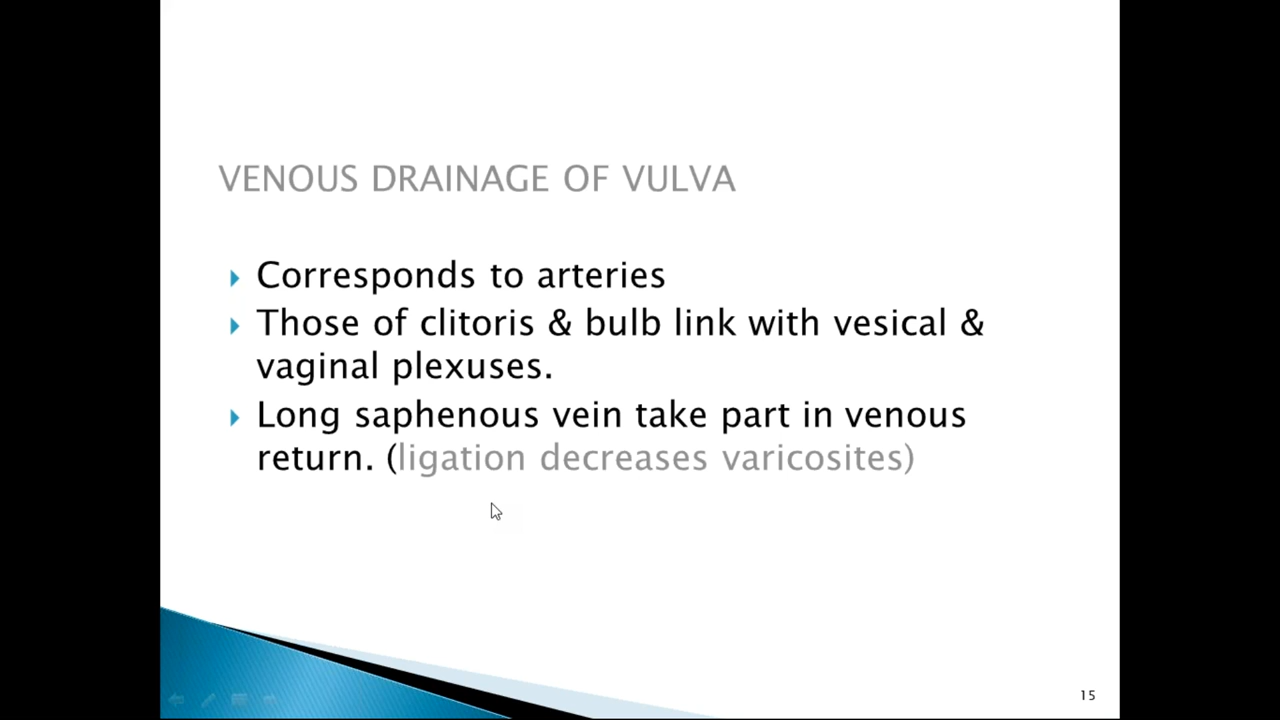 VENOUS DRAINAGE OF VULVA
Corresponds to arteries
Those of clitoris & bulb link with vesical &
vaginal plexuses.
Long saphenous vein take part in venous
return. (ligation decreases varicosites)
15